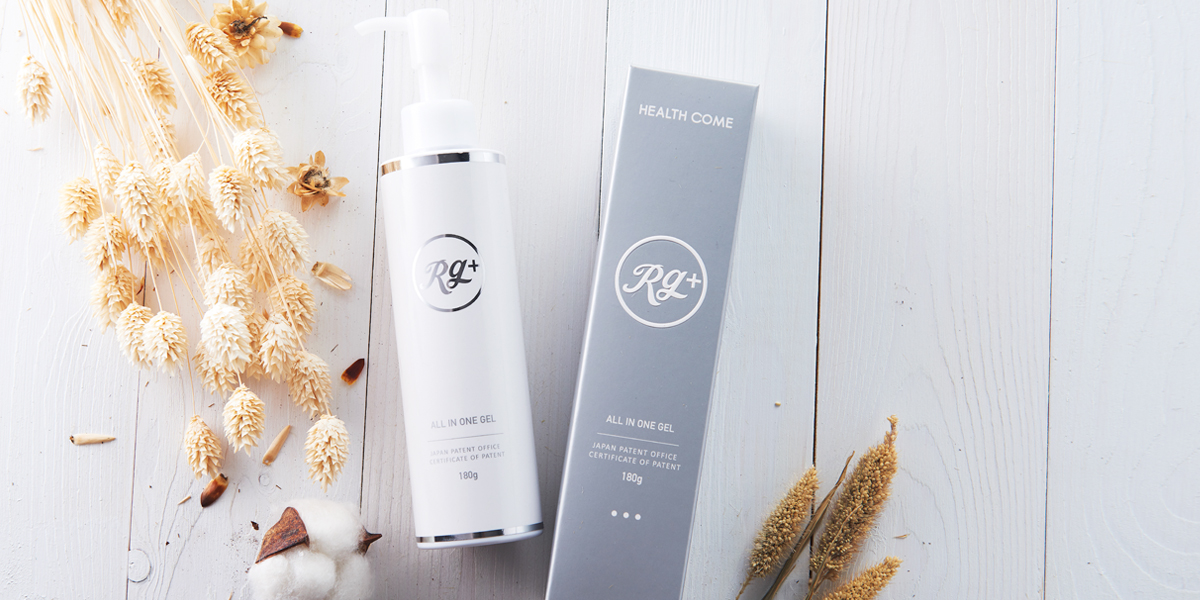 Rg+
ALL IN ONE GEL
JAPAN PATENT OFFICE
CERTIFICATE OF PATENT
180g
HEALTH COME
Rg+
ALL IN ONE GEL
JAPAN PATENT OFFICE
CERTIFICATE OF PATENT
180g